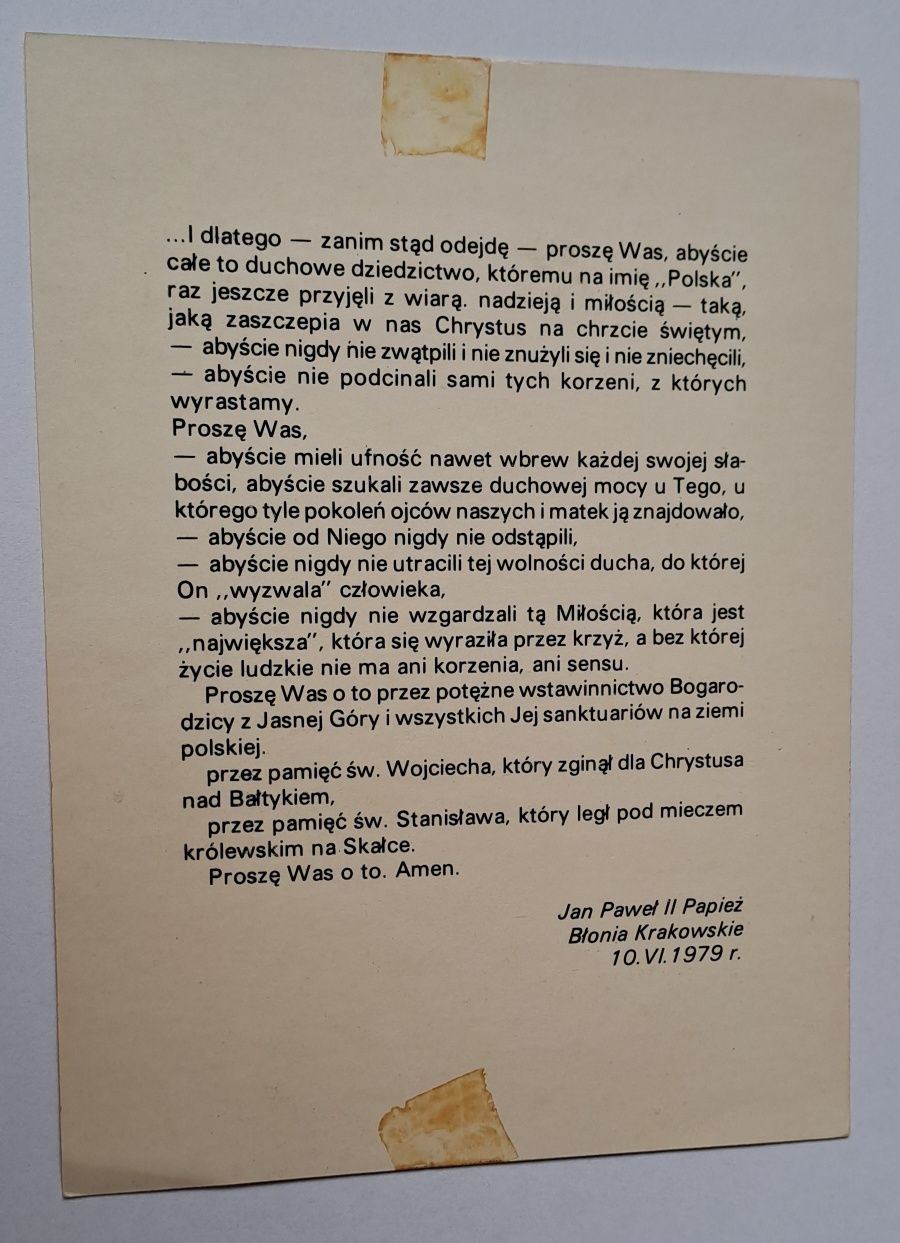 ...I dlatego — zanim stąd odejdę — proszę Was, abyście
całe to duchowe dziedzictwo, któremu na imię ,,Polska",
raz jeszcze przyjęli z wiarą. nadzieją i miłością — taką,
jaką zaszczepia w nas Chrystus na chrzcie świętym,
— abyście nigdy nie zwątpili i nie znużyli się i nie zniechęcili,
— abyście nie podcinali sami tych korzeni, z których
wyrastamy.
Proszę Was,
— abyście mieli ufność nawet wbrew każdej swojej sła-
bości, abyście szukali zawsze duchowej mocy u Tego, u
którego tyle pokoleń ojców naszych i matek ją znajdowało,
— abyście od Niego nigdy nie odstąpili,
— abyście nigdy nie utracili tej wolności ducha, do której
On ,,wyzwala" człowieka,
— abyście nigdy nie wzgardzali tą Miłością, która jest
,,największa", która się wyraziła przez krzyż, a bez której
życie ludzkie nie ma ani korzenia, ani sensu.
Proszę Was o to przez potężne wstawinnictwo Bogaro-
dzicy z Jasnej Góry i wszystkich Jej sanktuariów na ziemi
polskiej.
przez pamięć św. Wojciecha, który zginął dla Chrystusa
nad Bałtykiem,
przez pamięć św. Stanisława, który legł pod mieczem
królewskim na Skałce.
Proszę Was o to. Amen.
Jan Paweł II Papież
Błonia Krakowskie
10.VI.1979 r.